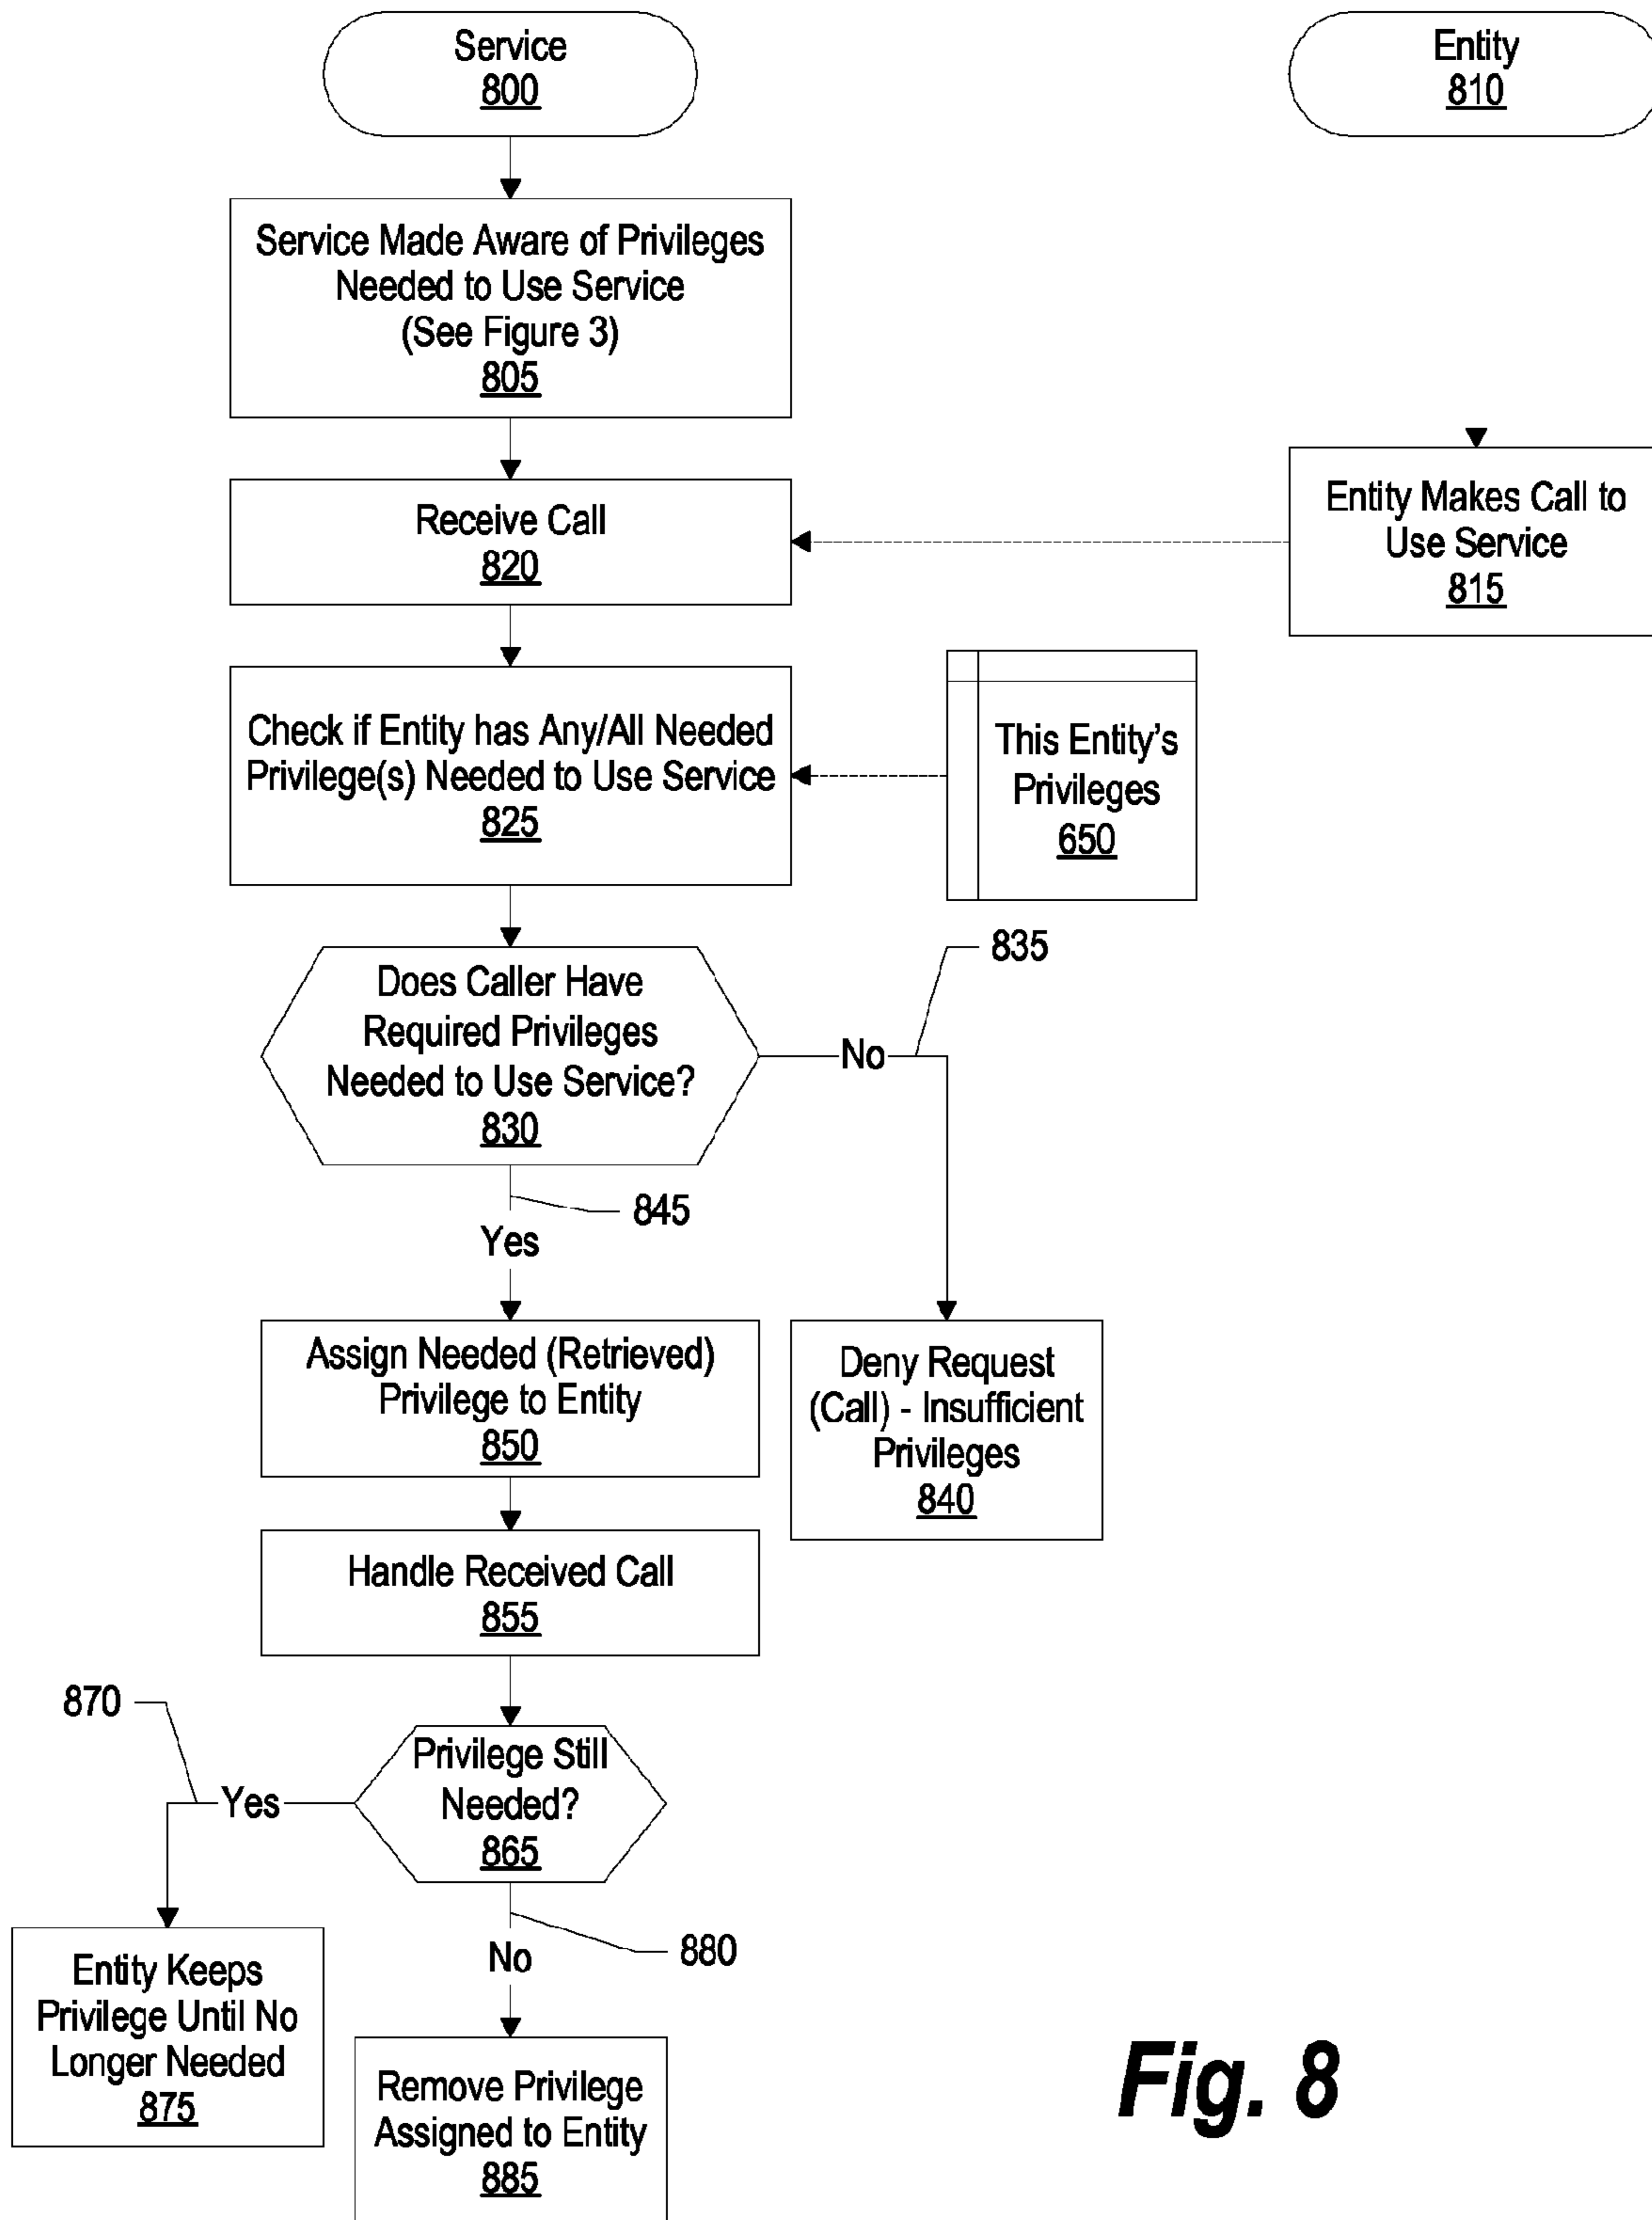 Service
800
Entity
810
Service Made Aware of Privileges
Needed to Use Service
(See Figure 3)
805
Receive Call
820
Entity Makes Call to
Use Service
815
Check if Entity has Any/All Needed
Privilege(s) Needed to Use Service
825
This Entity's
Privileges
650
Does Caller Have
Required Privileges
Needed to Use Service?
830
No
835
845
Yes
Assign Needed (Retrieved)
Privilege to Entity
850
Deny Request
(Call) - Insufficient
Privileges
840
Handle Received Call
855
870
Yes
Privilege Still
Needed?
865
880
No
Entity Keeps
Privilege Until No
Longer Needed
875
Remove Privilege
Assigned to Entity
885
Fig. 8